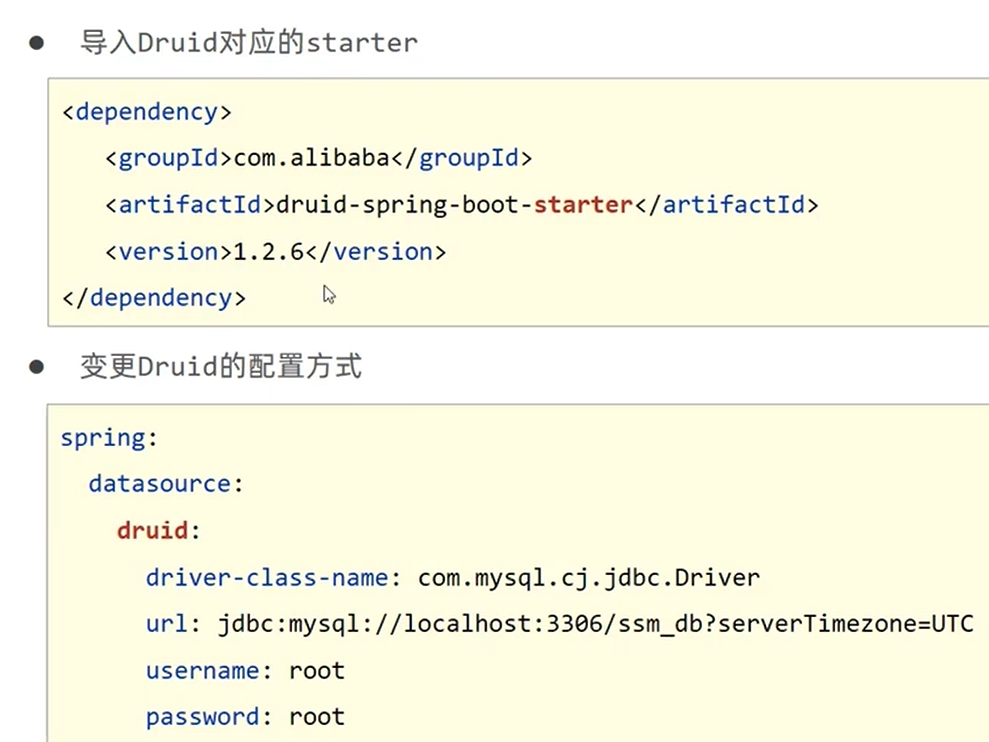 ● 导入Druid对应的starter
<dependency>
<groupId>com.alibaba</groupId>
<artifactId>druid-spring-boot-starter</artifactId>
<version>1.2.6</version>
</dependency>
● 变更Druid的配置方式
spring:
datasource:
druid:
driver-class-name: com.mysql.cj.jdbc.Driver
url: jdbc:mysql://localhost:3306/ssm_db?serverTimezone=UTC
username: root
password: root